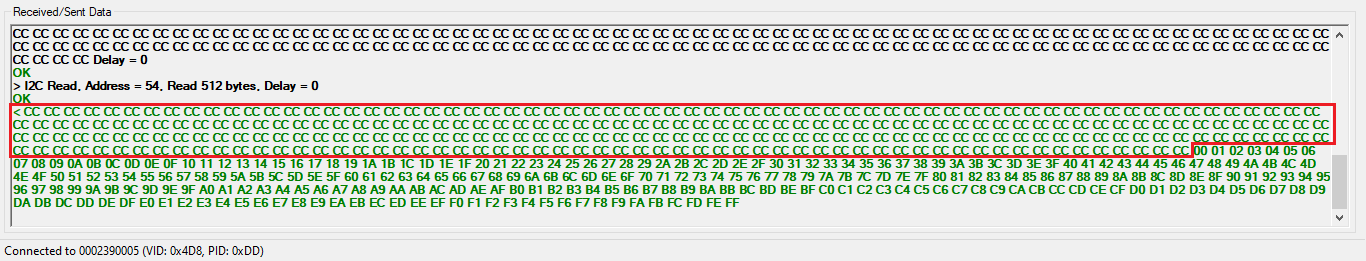 Received/Sent Data
CC CC CC CC CC CC CC CC CC CC CC CC CC CC CC CC CC CC CC CC CC CC CC CC CC CC CC CC CC CC CC CC CC CC CC CC CC CC CC CC CC CC CC CC CC CC CC CC CC CC CC CC CC CC CC CC CC CC CC CC CC CC CC CC CC CC
CC CC CC CC CC CC CC CC CC CC CC CC CC CC CC CC CC CC CC CC CC CC CC CC CC CC CC CC CC CC CC CC CC CC CC CC CC CC CC CC CC CC CC CC CC CC CC CC CC CC CC CC CC CC CC CC CC CC CC CC CC CC CC CC CC CC
CC CC CC CC Delay = 0
OK
> I2C Read, Address = 54, Read 512 bytes, Delay = 0
OK
< CC CC CC CC CC CC CC CC CC CC CC CC CC CC CC CC CC CC CC CC CC CC CC CC CC CC CC CC CC CC CC CC CC CC CC CC CC CC CC CC CC CC CC CC CC CC CC CC CC CC CC CC CC CC CC CC CC CC CC CC CC CC CC CC CC
CC CC CC CC CC CC CC CC CC CC CC CC CC CC CC CC CC CC CC CC CC CC CC CC CC CC CC CC CC CC CC CC CC CC CC CC CC CC CC CC CC CC CC CC CC CC CC CC CC CC CC CC CC CC CC CC CC CC CC CC CC CC CC CC CC CC
CC CC CC CC CC CC CC CC CC CC CC CC CC CC CC CC CC CC CC CC CC CC CC CC CC CC CC CC CC CC CC CC CC CC CC CC CC CC CC CC CC CC CC CC CC CC CC CC CC CC CC CC CC CC CC CC CC CC CC CC CC CC CC CC CC CC
CC CC CC CC CC CC CC CC CC CC CC CC CC CC CC CC CC CC CC CC CC CC CC CC CC CC CC CC CC CC CC CC CC CC CC CC CC CC CC CC CC CC CC CC CC CC CC CC CC CC CC CC CC CC CC CC CC CC CC 00 01 02 03 04 05 06
07 08 09 0A 0B 0C 0D 0E 0F 10 11 12 13 14 15 16 17 18 19 1A 1B 1C 1D 1E 1F 20 21 22 23 24 25 26 27 28 29 2A 2B 2C 2D 2E 2F 30 31 32 33 34 35 36 37 38 39 3A 3B 3C 3D 3E 3F 40 41 42 43 44 45 46 47 48 49 4A 4B 4C 4D
4E 4F 50 51 52 53 54 55 56 57 58 59 5A 5B 5C 5D 5E 5F 60 61 62 63 64 65 66 67 68 69 6A 6B 6C 6D 6E 6F 70 71 72 73 74 75 76 77 78 79 7A 7B 7C 7D 7E 7F 80 81 82 83 84 85 86 87 88 89 8A 8B 8C 8D 8E 8F 90 91 92 93 94 95
96 97 98 99 9A 9B 9C 9D 9E 9F A0 A1 A2 A3 A4 A5 A6 A7 A8 A9 AA AB AC AD AE AF B0 B1 B2 B3 B4 B5 B6 B7 B8 B9 BA BB BC BD BE BF C0 C1 C2 C3 C4 C5 C6 C7 C8 C9 CA CB CC CD CE CF D0 D1 D2 D3 D4 D5 D6 D7 D8 D9
DA DB DC DD DE DF E0 E1 E2 E3 E4 E5 E6 E7 E8 E9 EA EB EC ED EE EF F0 F1 F2 F3 F4 F5 F6 F7 F8 F9 FA FB FC FD FE FF
Connected to 0002390005 (VID: 0x4D8, PID: 0xDD)